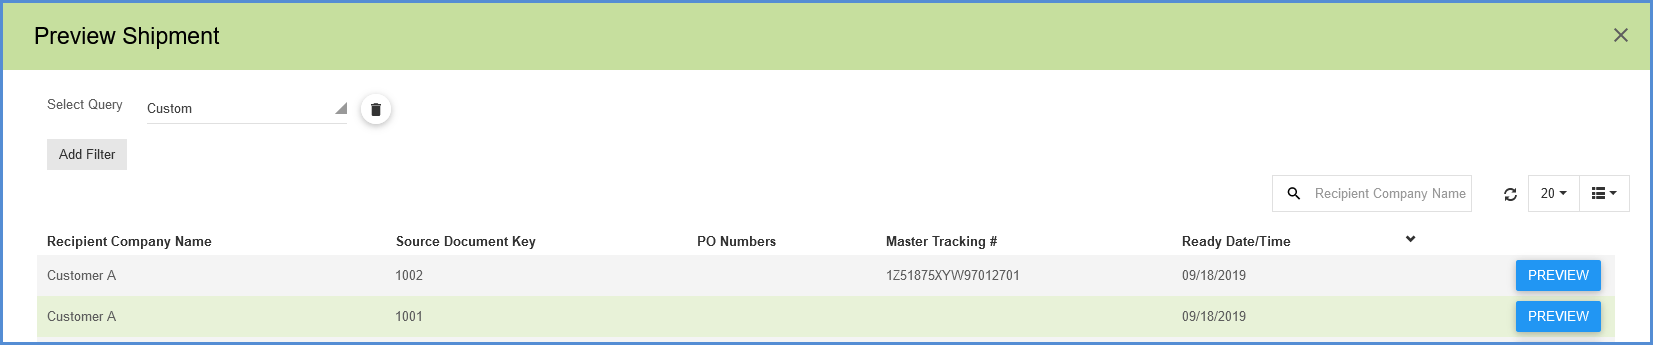 Preview Shipment
Select Query
Custom
Add Filter
Recipient Company Name
20
Recipient Company Name Source Document Key PO Numbers Master Tracking # Ready Date/Time
Customer A 1002 1Z51875XYW97012701 09/18/2019 PREVIEW
Customer A 1001 09/18/2019 PREVIEW